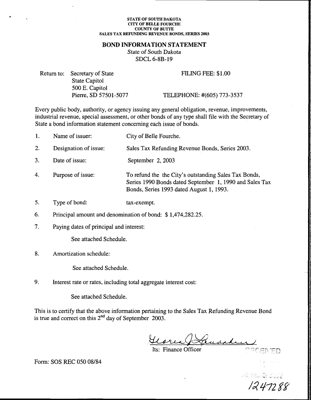 STATE OF SOUTH DAKOTA
CITY OF BELLE FOURCHE
COUNTY OF BUTTE
SALES TAX REFUNDING REVENUE BONDS, SERIES 2003
BOND INFORMATION STATEMENT
State of South Dakota
SDCL 6-8B-19
Return to: Secretary of State FILING FEE: $1.00
State Capitol
500 E. Capitol
Pierre, SD 57501-5077 TELEPHONE: #(605) 773-3537
Every public body, authority, or agency issuing any general obligation, revenue, improvements,
industrial revenue, special assessment, or other bonds of any type shall file with the Secretary of
State a bond information statement concerning each issue of bonds.
1. Name of issuer: City of Belle Fourche.
2. Designation of issue: Sales Tax Refunding Revenue Bonds, Series 2003.
3. Date of issue: September 2, 2003
4. Purpose of issue: To refund the the City's outstanding Sales Tax Bonds,
Series 1990 Bonds dated September 1, 1990 and Sales Tax
Bonds, Series 1993 dated August 1, 1993.
5. Type of bond: tax-exempt.
6. Principal amount and denomination of bond: $ 1,474,282.25.
7. Paying dates of principal and interest:
See attached Schedule.
8. Amortization schedule:
See attached Schedule.
9. Interest rate or rates, including total aggregate interest cost:
See attached Schedule.
This is to certify that the above information pertaining to the Sales Tax Refunding Revenue Bond
is true and correct on this 2nd day of September 2003.
Its: Finance Officer
RECEIVED
Form: SOS REC 050 08/84
1247288